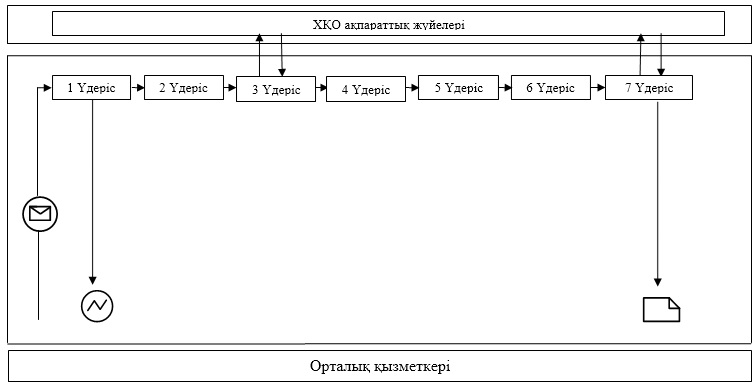 ХҚО ақпараттық жүйелері
1 Үдеріс
2 Үдеріс
3 Үдеріс
4 Үдеріс
5 Үдеріс
6 Үдеріс
7 Үдеріс
Орталық қызметкері